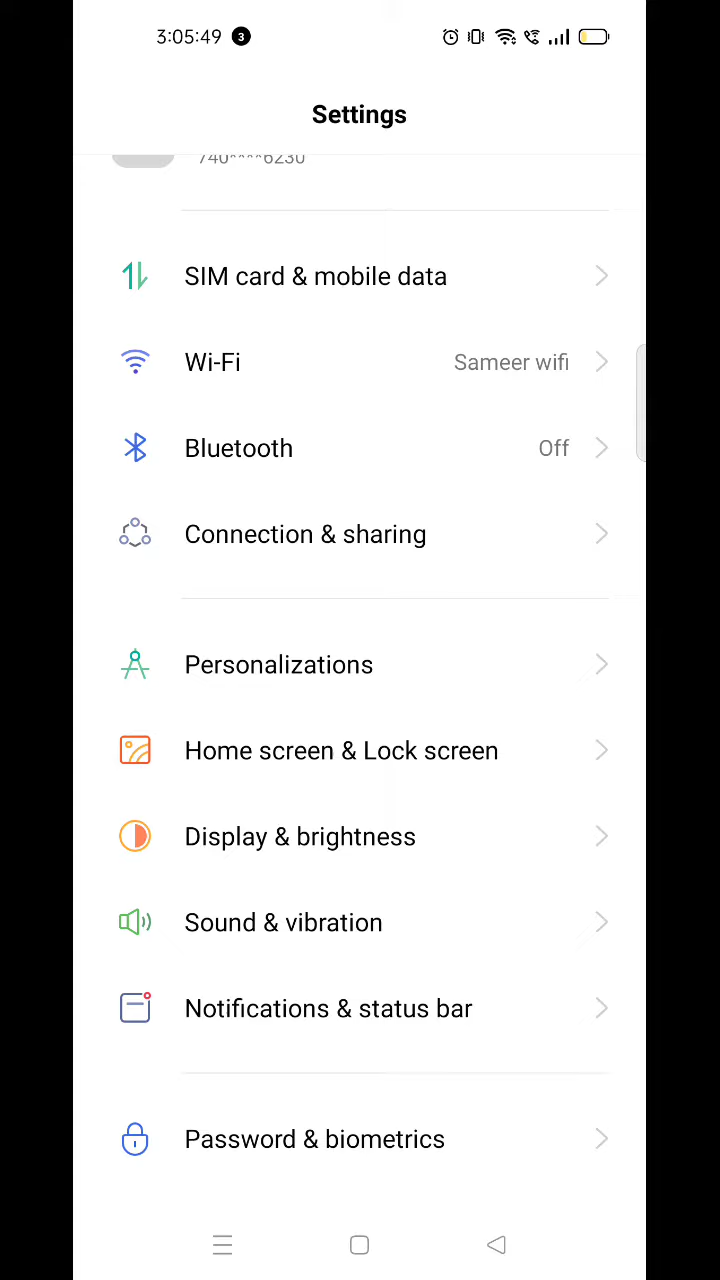 3:05:49 3
Settings
740****6230
SIM card & mobile data
Wi-Fi Sameer wifi
Bluetooth Off
Connection & sharing
Personalizations
Home screen & Lock screen
Display & brightness
Sound & vibration
Notifications & status bar
Password & biometrics